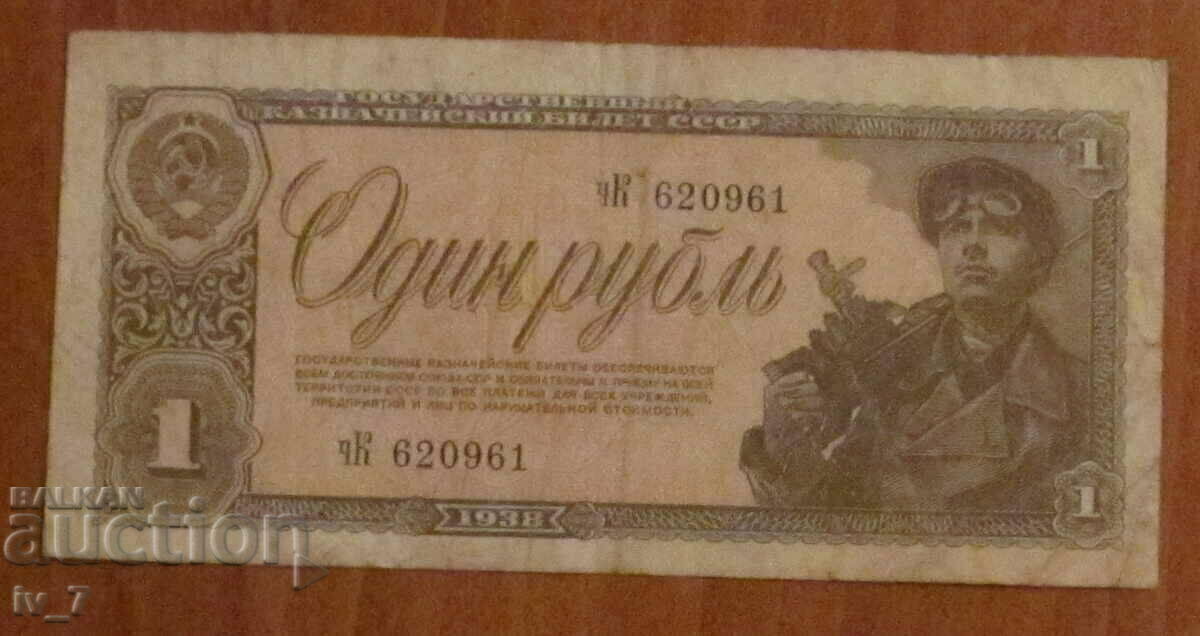 ГОСУДАРСТВЕННЫЙ
КАЗНАЧЕЙСКИЙ БИЛЕТ СССР
1
чК 620961
Один рубль
ГОСУДАРСТВЕННЫЕ КАЗНАЧЕЙСКИЕ БИЛЕТЫ ОБЕСПЕЧИВАЮТСЯ
ВСЕМ ДОСТОЯНИЕМ СОЮЗА ССР И ОБЯЗАТЕЛЬНЫ К ПРИЕМУ НА ВСЕЙ
ТЕРРИТОРИИ СССР ВО ВСЕ ПЛАТЕЖИ ДЛЯ ВСЕХ УЧРЕЖДЕНИЙ,
ПРЕДПРИЯТИЙ И ЛИЦ ПО НАРИЦАТЕЛЬНОЙ СТОИМОСТИ.
1
чК 620961
1
1938
BALKAN
auction
iv_7